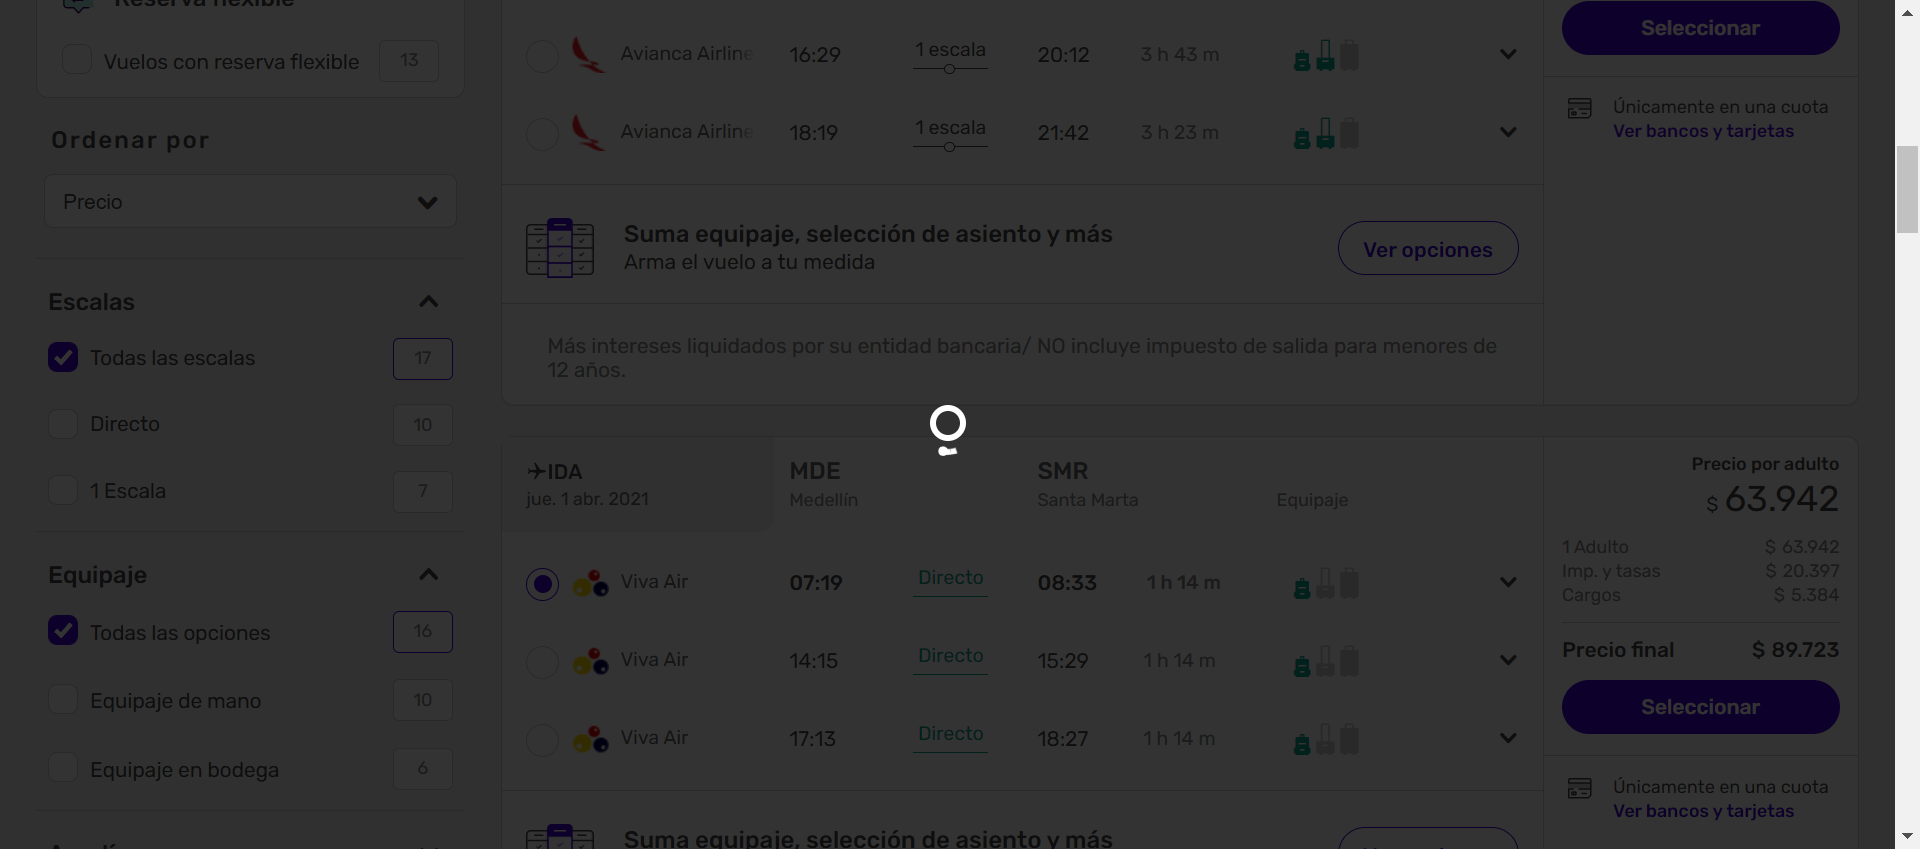 Reserva flexible
Vuelos con reserva flexible 13
Ordenar por
Precio
Escalas
Todas las escalas 17
Directo 10
1 Escala 7
Equipaje
Todas las opciones 16
Equipaje de mano 10
Equipaje en bodega 6
Avianca Airline 16:29 1 escala 20:12 3 h 43 m
Avianca Airline 18:19 1 escala 21:42 3 h 23 m
Suma equipaje, selección de asiento y más
Arma el vuelo a tu medida
Ver opciones
Más intereses liquidados por su entidad bancaria/ NO incluye impuesto de salida para menores de
12 años.
Seleccionar
Únicamente en una cuota
Ver bancos y tarjetas
IDA MDE SMR
jue. 1 abr. 2021 Medellín Santa Marta Equipaje
Viva Air 07:19 Directo 08:33 1 h 14 m
Viva Air 14:15 Directo 15:29 1 h 14 m
Viva Air 17:13 Directo 18:27 1 h 14 m
Suma equipaje, selección de asiento y más
Precio por adulto
$ 63.942
1 Adulto $ 63.942
Imp. y tasas $ 20.397
Cargos $ 5.384
Precio final $ 89.723
Seleccionar
Únicamente en una cuota
Ver bancos y tarjetas